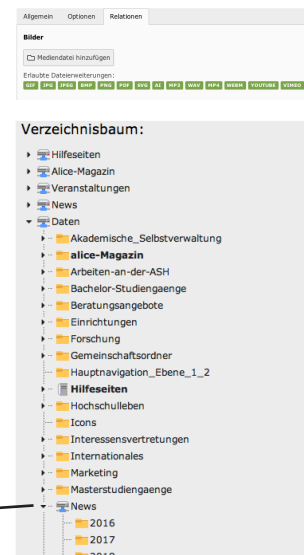 Allgemein Optionen Relationen
Bilder
Mediendatei hinzufügen
Erlaubte Dateierweiterungen:
GIF JPG JPEG BMP PNG PDF SVG AI MP3 WAV MP4 WEBM YOUTUBE VIMEO
Verzeichnisbaum:
Hilfeseiten
Alice-Magazin
Veranstaltungen
News
Daten
Akademische_Selbstverwaltung
alice-Magazin
Arbeiten-an-der-ASH
Bachelor-Studiengaenge
Beratungsangebote
Einrichtungen
Forschung
Gemeinschaftsordner
Hauptnavigation_Ebene_1_2
Hilfeseiten
Hochschulleben
Icons
Interessensvertretungen
Internationales
Marketing
Masterstudiengaenge
News
2016
2017
2018